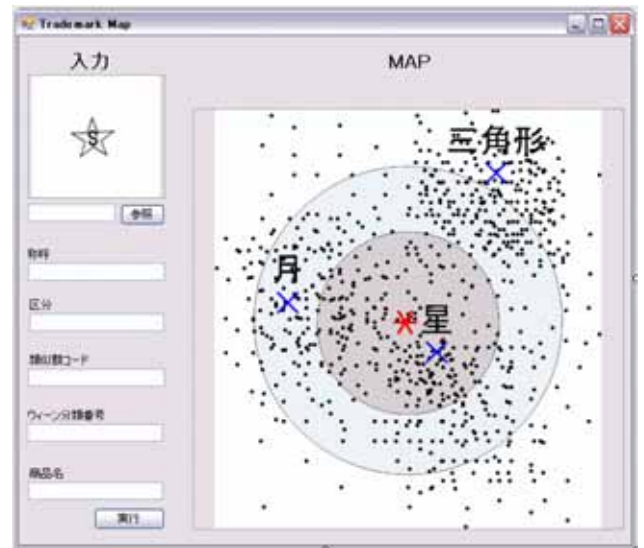 Trademark Map
入力
MAP
S
参照
称呼
区分
類似群コード
ウィーン分類番号
商品名
実行
三角形
月
星